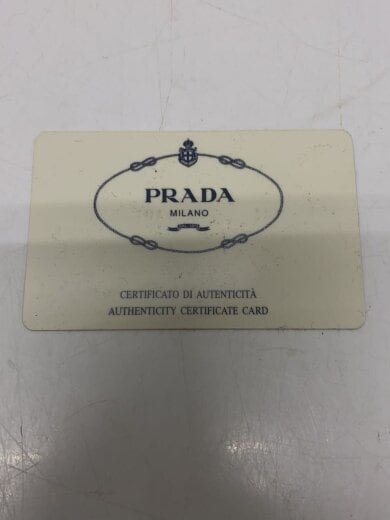 PRADA
MILANO
CERTIFICATO DI AUTENTICITÀ
AUTHENTICITY CERTIFICATE CARD